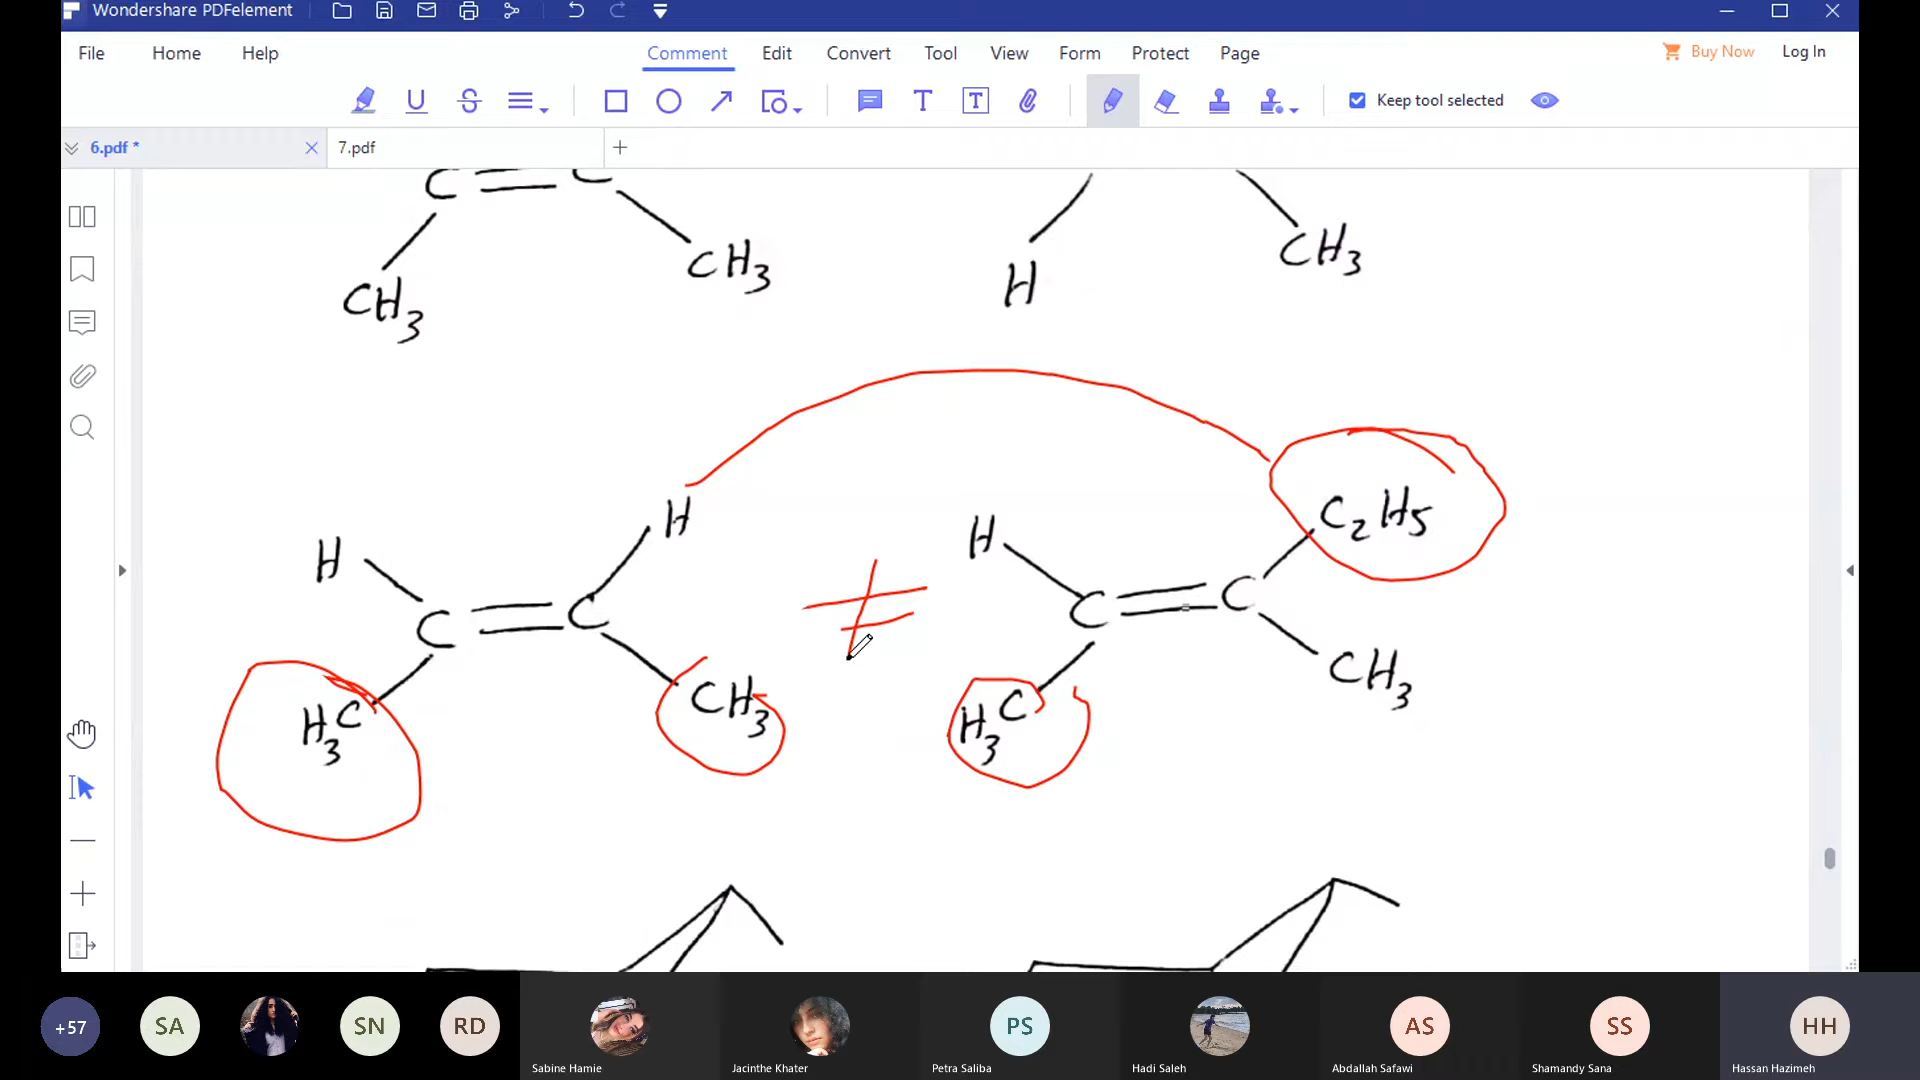 Wondershare PDFelement
File Home Help Comment Edit Convert Tool View Form Protect Page Buy Now Log In
U S T T Keep tool selected
6.pdf * 7.pdf
C C
CH3 CH3 H CH3
H H H C2H5
C C ≠ C C
H3C CH3 H3C CH3
+57 SA SN RD PS AS SS HH
Sabine Hamie Jacinthe Khater Petra Saliba Hadi Saleh Abdallah Safawi Shamandy Sana Hassan Hazimeh